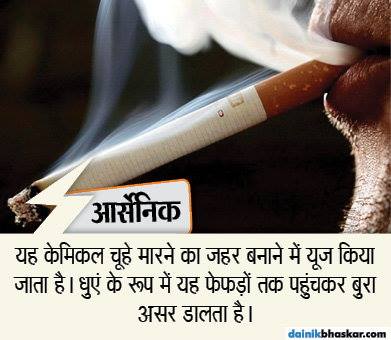 आर्सेनिक
यह केमिकल चूहे मारने का जहर बनाने में यूज किया
जाता है। धुएं के रूप में यह फेफड़ों तक पहुंचकर बुरा
असर डालता है।
dainikbhaskar.com